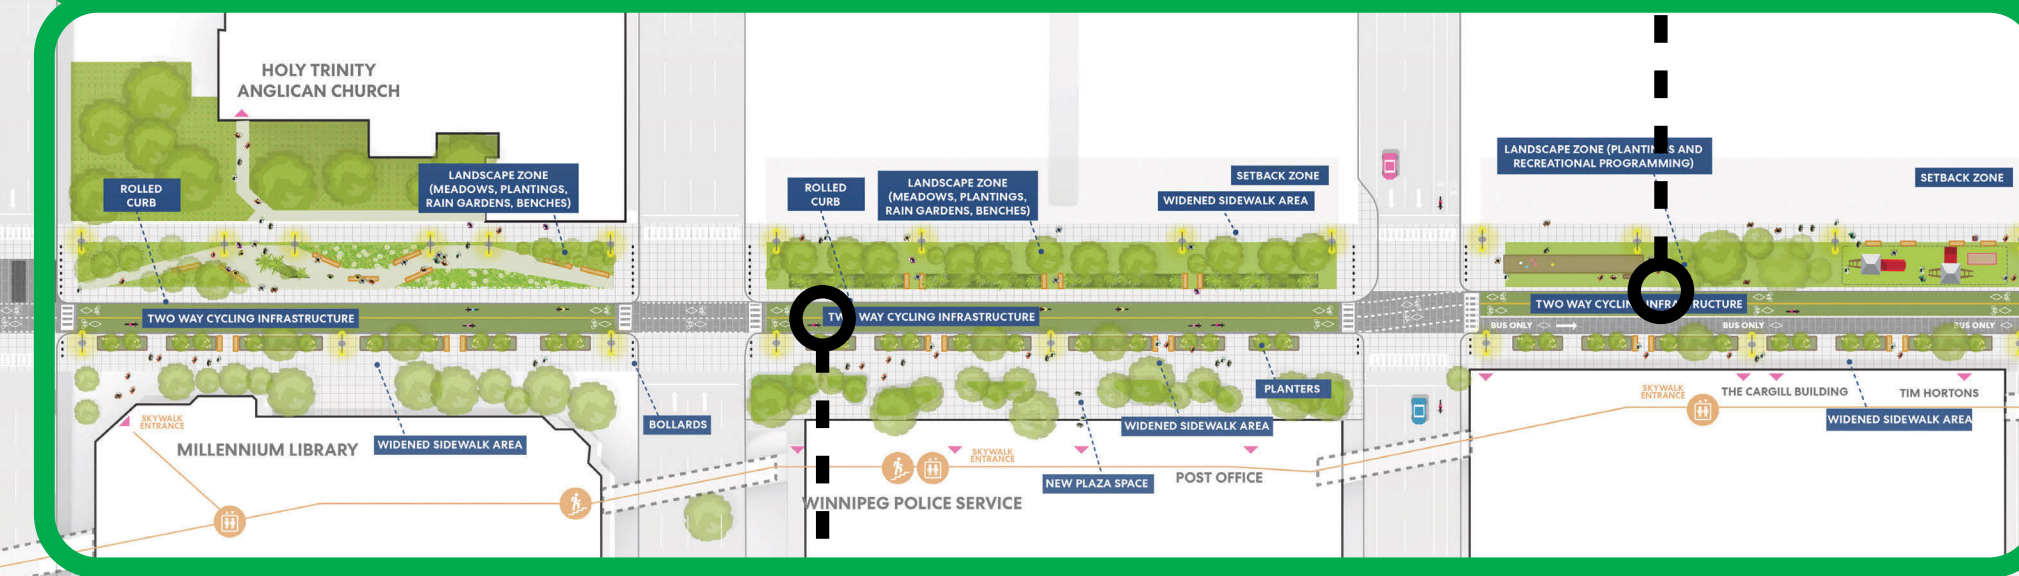 HOLY TRINITY
ANGLICAN CHURCH
ROLLED
CURB
LANDSCAPE ZONE
(MEADOWS, PLANTINGS,
RAIN GARDENS, BENCHES)
TWO WAY CYCLING INFRASTRUCTURE
SKYWALK
ENTRANCE
MILLENNIUM LIBRARY
WIDENED SIDEWALK AREA
BOLLARDS
ROLLED
CURB
LANDSCAPE ZONE
(MEADOWS, PLANTINGS,
RAIN GARDENS, BENCHES)
SETBACK ZONE
WIDENED SIDEWALK AREA
TWO WAY CYCLING INFRASTRUCTURE
PLANTERS
WIDENED SIDEWALK AREA
SKYWALK
ENTRANCE
NEW PLAZA SPACE
POST OFFICE
WINNIPEG POLICE SERVICE
LANDSCAPE ZONE (PLANTINGS AND
RECREATIONAL PROGRAMMING)
SETBACK ZONE
TWO WAY CYCLING INFRASTRUCTURE
BUS ONLY
BUS ONLY
BUS ONLY
SKYWALK
ENTRANCE
THE CARGILL BUILDING
TIM HORTONS
WIDENED SIDEWALK AREA